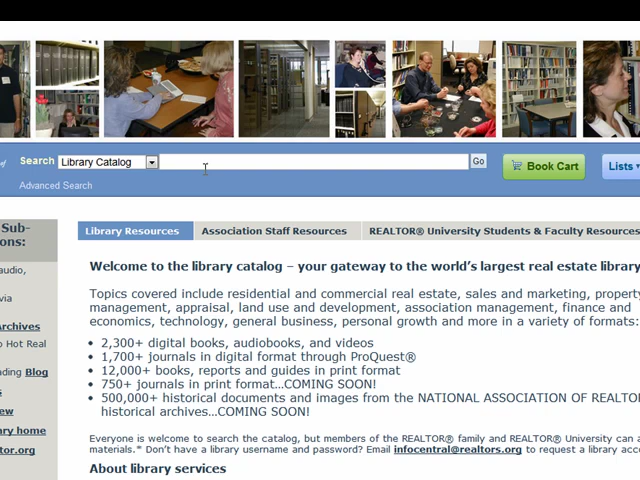 of
Search Library Catalog Go Book Cart Lists
Advanced Search
Sub-
ons:
audio,
via
Archives
o Hot Real
ading Blog
s
ew
ary home
tor.org
Library Resources Association Staff Resources REALTOR® University Students & Faculty Resources
Welcome to the library catalog – your gateway to the world's largest real estate library
Topics covered include residential and commercial real estate, sales and marketing, property
management, appraisal, land use and development, association management, finance and
economics, technology, general business, personal growth and more in a variety of formats:
• 2,300+ digital books, audiobooks, and videos
• 1,700+ journals in digital format through ProQuest®
• 12,000+ books, reports and guides in print format
• 750+ journals in print format...COMING SOON!
• 500,000+ historical documents and images from the NATIONAL ASSOCIATION OF REALTO
historical archives...COMING SOON!
Everyone is welcome to search the catalog, but members of the REALTOR® family and REALTOR® University can a
materials.* Don't have a library username and password? Email infocentral@realtors.org to request a library acco
About library services